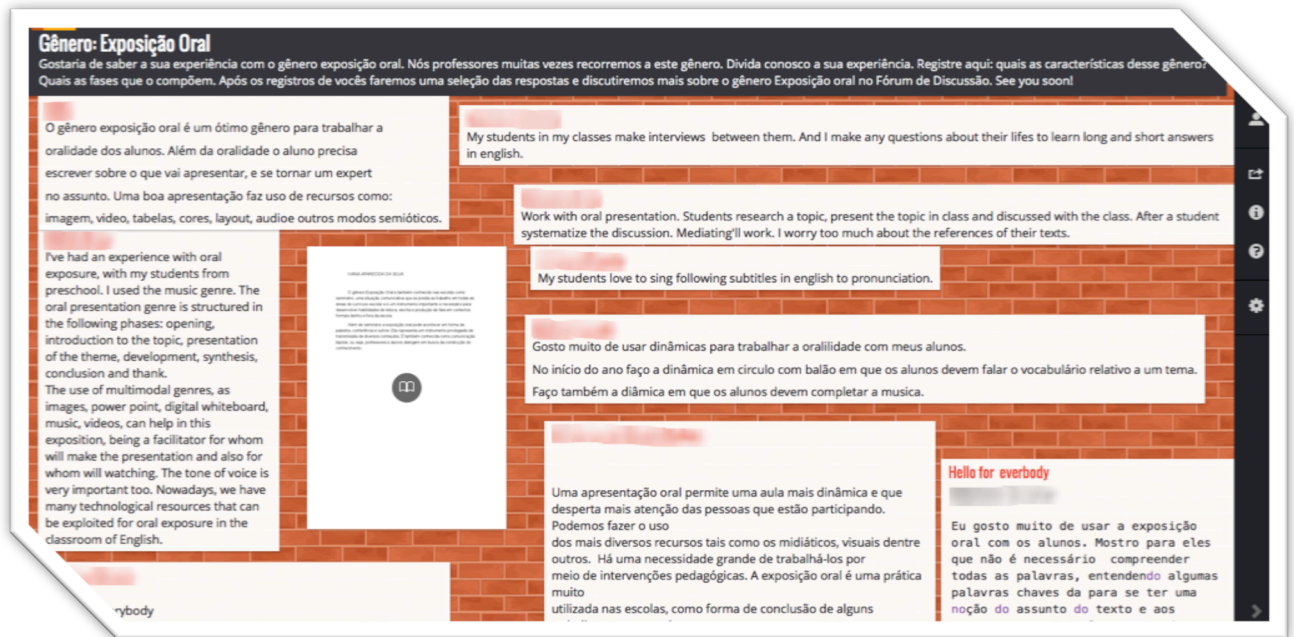 Gênero: Exposição Oral
Gostaria de saber a sua experiência com o gênero exposição oral. Nós professores muitas vezes recorremos a este gênero. Divida conosco a sua experiência. Registre aqui: quais as características desse gênero?
Quais as fases que o compõem. Após os registros de vocês faremos uma seleção das respostas e discutiremos mais sobre o gênero Exposição oral no Fórum de Discussão. See you soon!
O gênero exposição oral é um ótimo gênero para trabalhar a
oralidade dos alunos. Além da oralidade o aluno precisa
escrever sobre o que vai apresentar, e se tornar um expert
no assunto. Uma boa apresentação faz uso de recursos como:
imagem, video, tabelas, cores, layout, audioe outros modos semióticos.
I've had an experience with oral
exposure, with my students from
preschool. I used the music genre. The
oral presentation genre is structured in
the following phases: opening,
introduction to the topic, presentation
of the theme, development, synthesis,
conclusion and thank.
The use of multimodal genres, as
images, power point, digital whiteboard,
music, videos, can help in this
exposition, being a facilitator for whom
will make the presentation and also for
whom will watching. The tone of voice is
very important too. Nowadays, we have
many technological resources that can
be exploited for oral exposure in the
classroom of English.
rybody
My students in my classes make interviews between them. And I make any questions about their lifes to learn long and short answers
in english.
Work with oral presentation. Students research a topic, present the topic in class and discussed with the class. After a student
systematize the discussion. Mediating'll work. I worry too much about the references of their texts.
My students love to sing following subtitles in english to pronunciation.
Gosto muito de usar dinâmicas para trabalhar a oralilidade com meus alunos.
No início do ano faço a dinâmica em circulo com balão em que os alunos devem falar o vocabulário relativo a um tema.
Faço também a diâmica em que os alunos devem completar a musica.
Uma apresentação oral permite uma aula mais dinâmica e que
desperta mais atenção das pessoas que estão participando.
Podemos fazer o uso
dos mais diversos recursos tais como os midiáticos, visuais dentre
outros. Há uma necessidade grande de trabalhá-los por
meio de intervenções pedagógicas. A exposição oral é uma prática
muito
utilizada nas escolas, como forma de conclusão de alguns
Hello for everbody
Eu gosto muito de usar a exposição
oral com os alunos. Mostro para eles
que não é necessário compreender
todas as palavras, entendendo algumas
palavras chaves da para se ter uma
noção do assunto do texto e aos